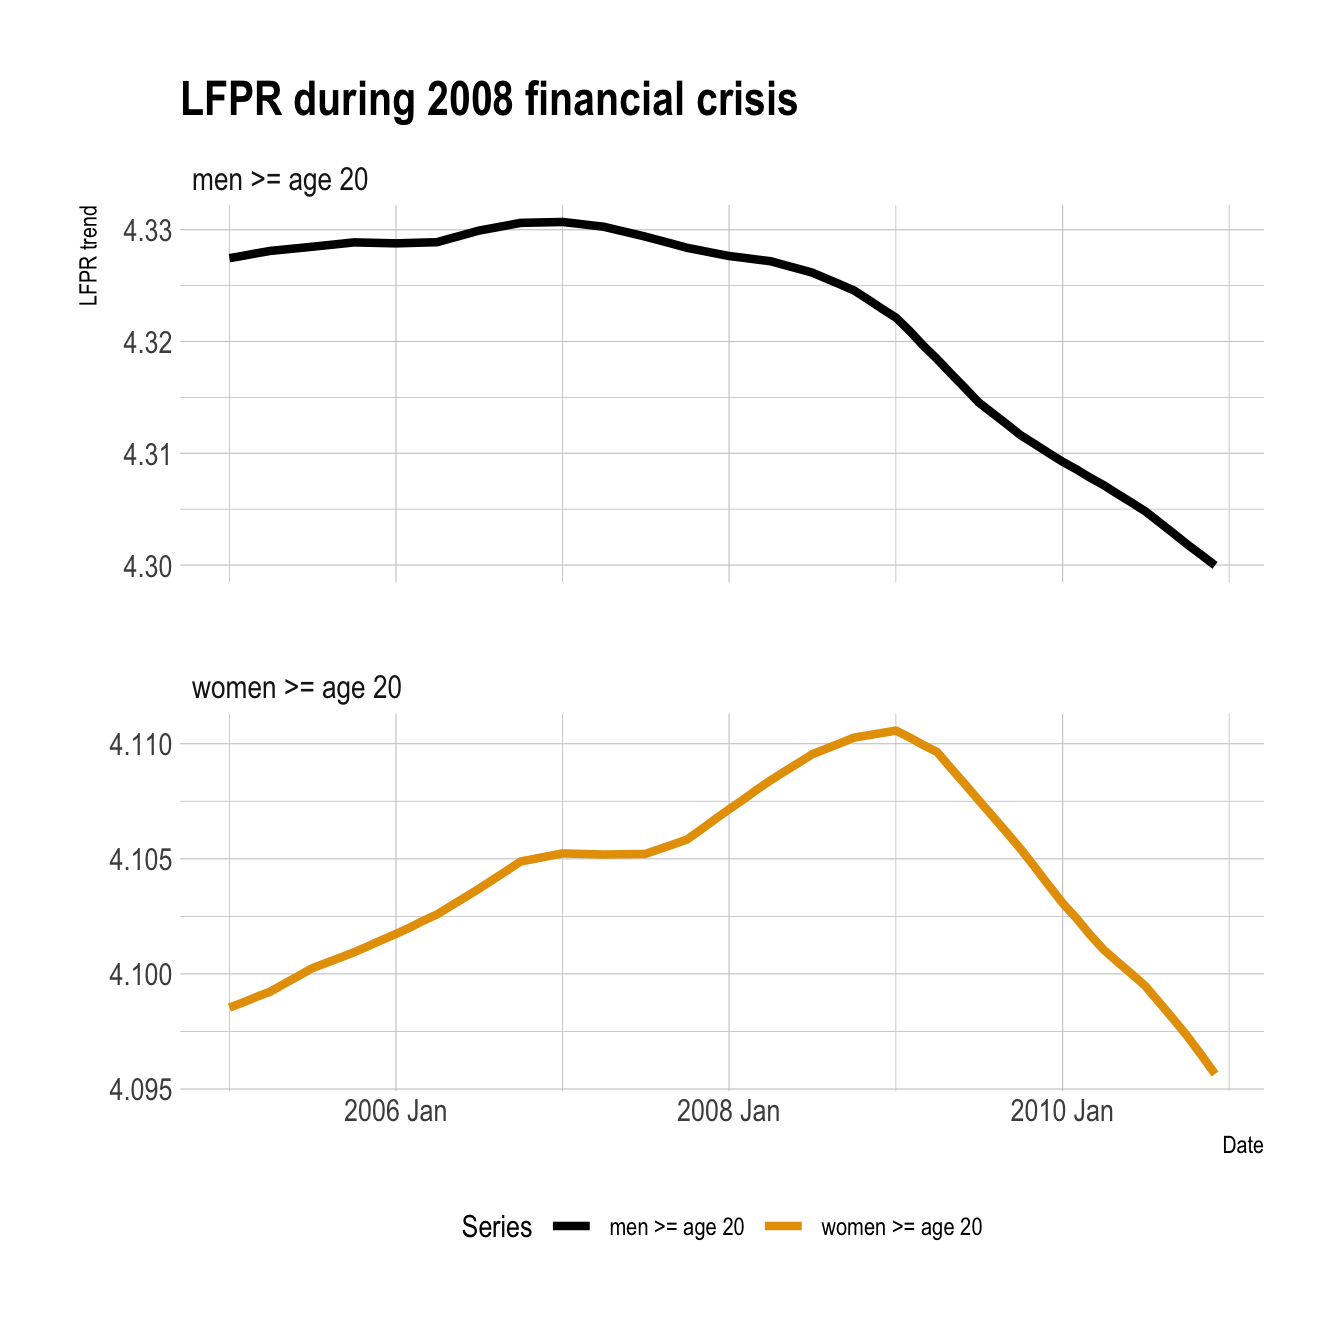 LFPR during 2008 financial crisis
men >= age 20
LFPR trend
4.33
4.32
4.31
4.30
women >= age 20
4.110
4.105
4.100
4.095
2006 Jan 2008 Jan 2010 Jan
Date
Series men >= age 20 women >= age 20